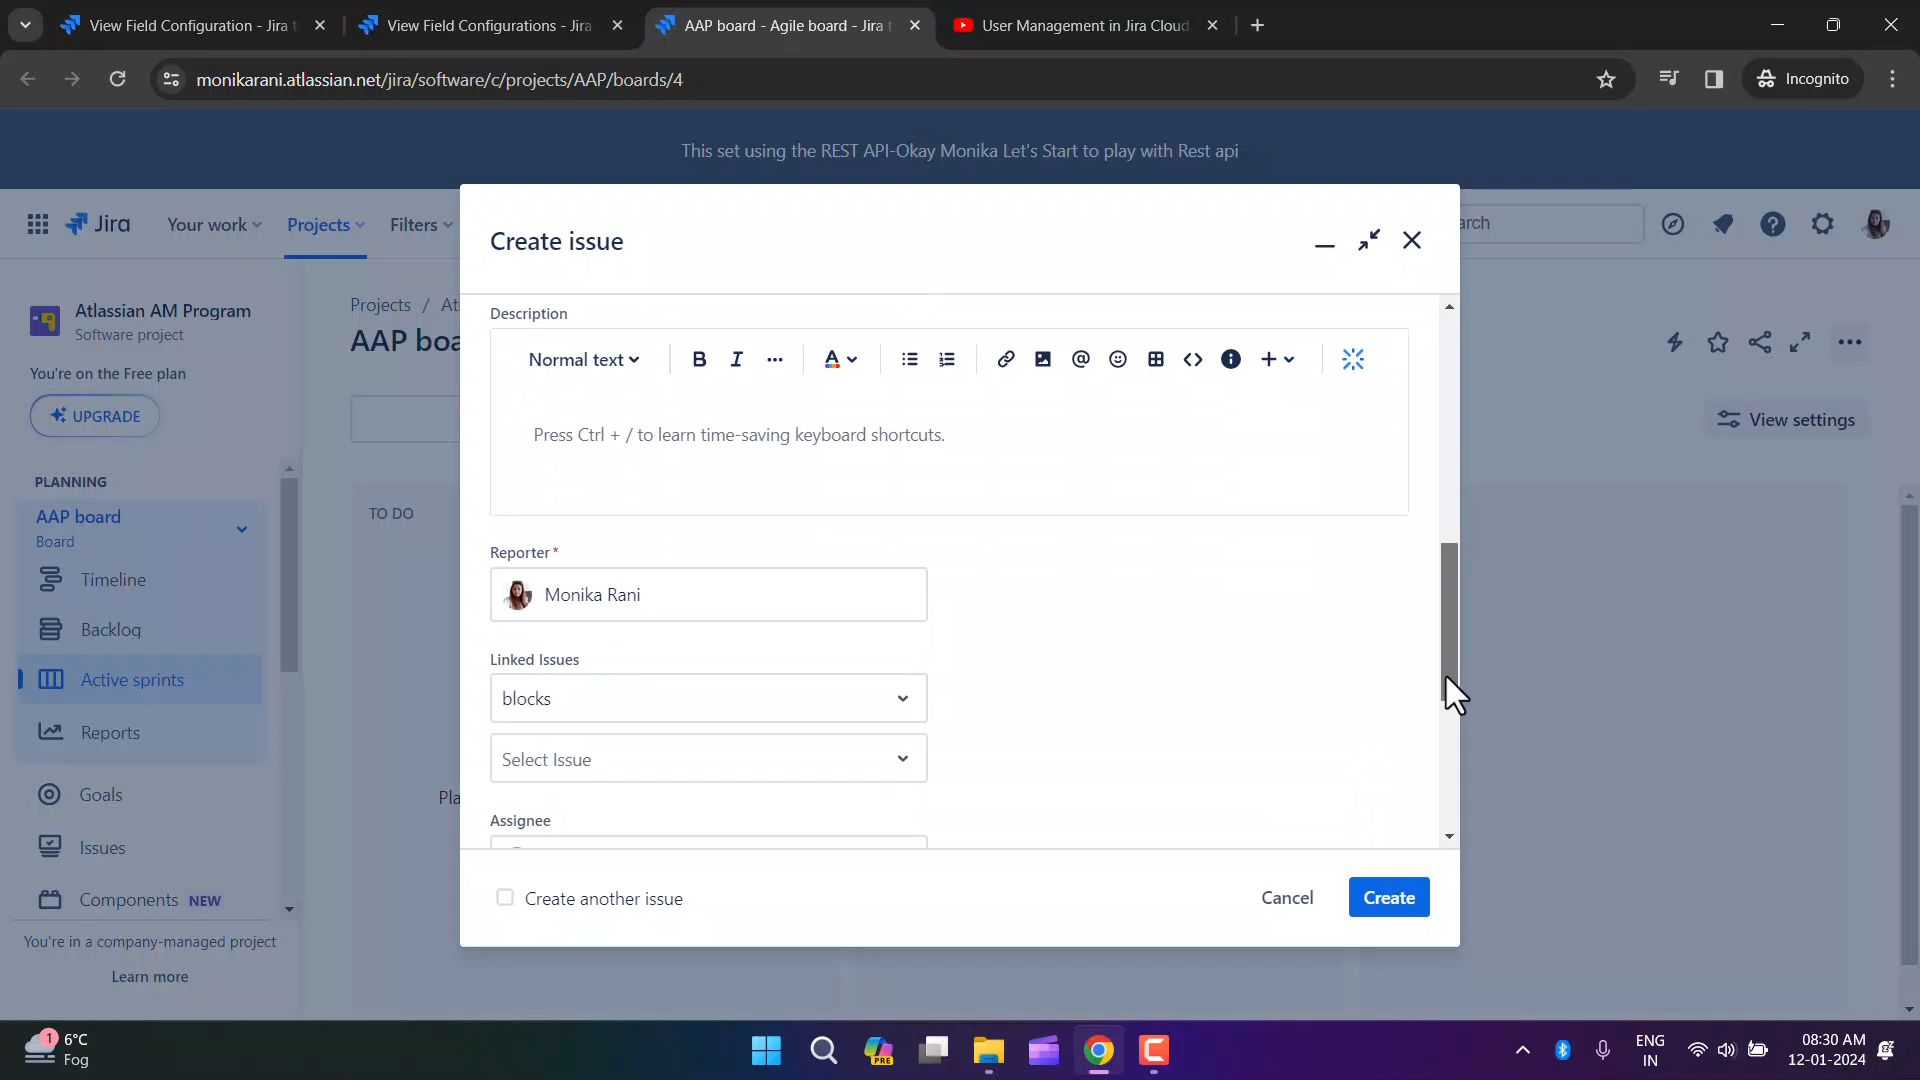 View Field Configuration - Jira
View Field Configurations - Jira
AAP board - Agile board - Jira
User Management in Jira Cloud
monikarani.atlassian.net/jira/software/c/projects/AAP/boards/4
Incognito
This set using the REST API-Okay Monika Let's Start to play with Rest api
Jira
Your work
Projects
Filters
arch
Create issue
Atlassian AM Program
Software project
You're on the Free plan
UPGRADE
Projects / At
AAP boa
View settings
Description
Normal text
Press Ctrl + / to learn time-saving keyboard shortcuts.
PLANNING
AAP board
Board
Timeline
Backlog
Active sprints
Reports
Goals
Issues
Components NEW
You're in a company-managed project
Learn more
TO DO
Pla
Reporter*
Monika Rani
Linked Issues
blocks
Select Issue
Assignee
Create another issue
Cancel
Create
1
6°C
Fog
PRE
ENG
IN
08:30 AM
12-01-2024